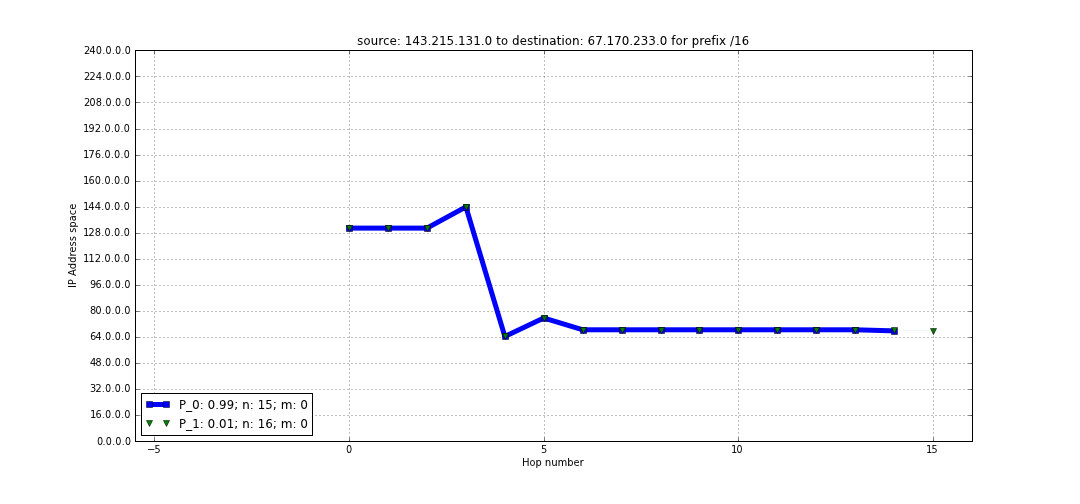 source: 143.215.131.0 to destination: 67.170.233.0 for prefix /16
240.0.0.0
224.0.0.0
208.0.0.0
192.0.0.0
176.0.0.0
160.0.0.0
144.0.0.0
128.0.0.0
112.0.0.0
96.0.0.0
80.0.0.0
64.0.0.0
48.0.0.0
32.0.0.0
16.0.0.0
0.0.0.0
IP Address space
P_0: 0.99; n: 15; m: 0
P_1: 0.01; n: 16; m: 0
−5 0 5 10 15
Hop number